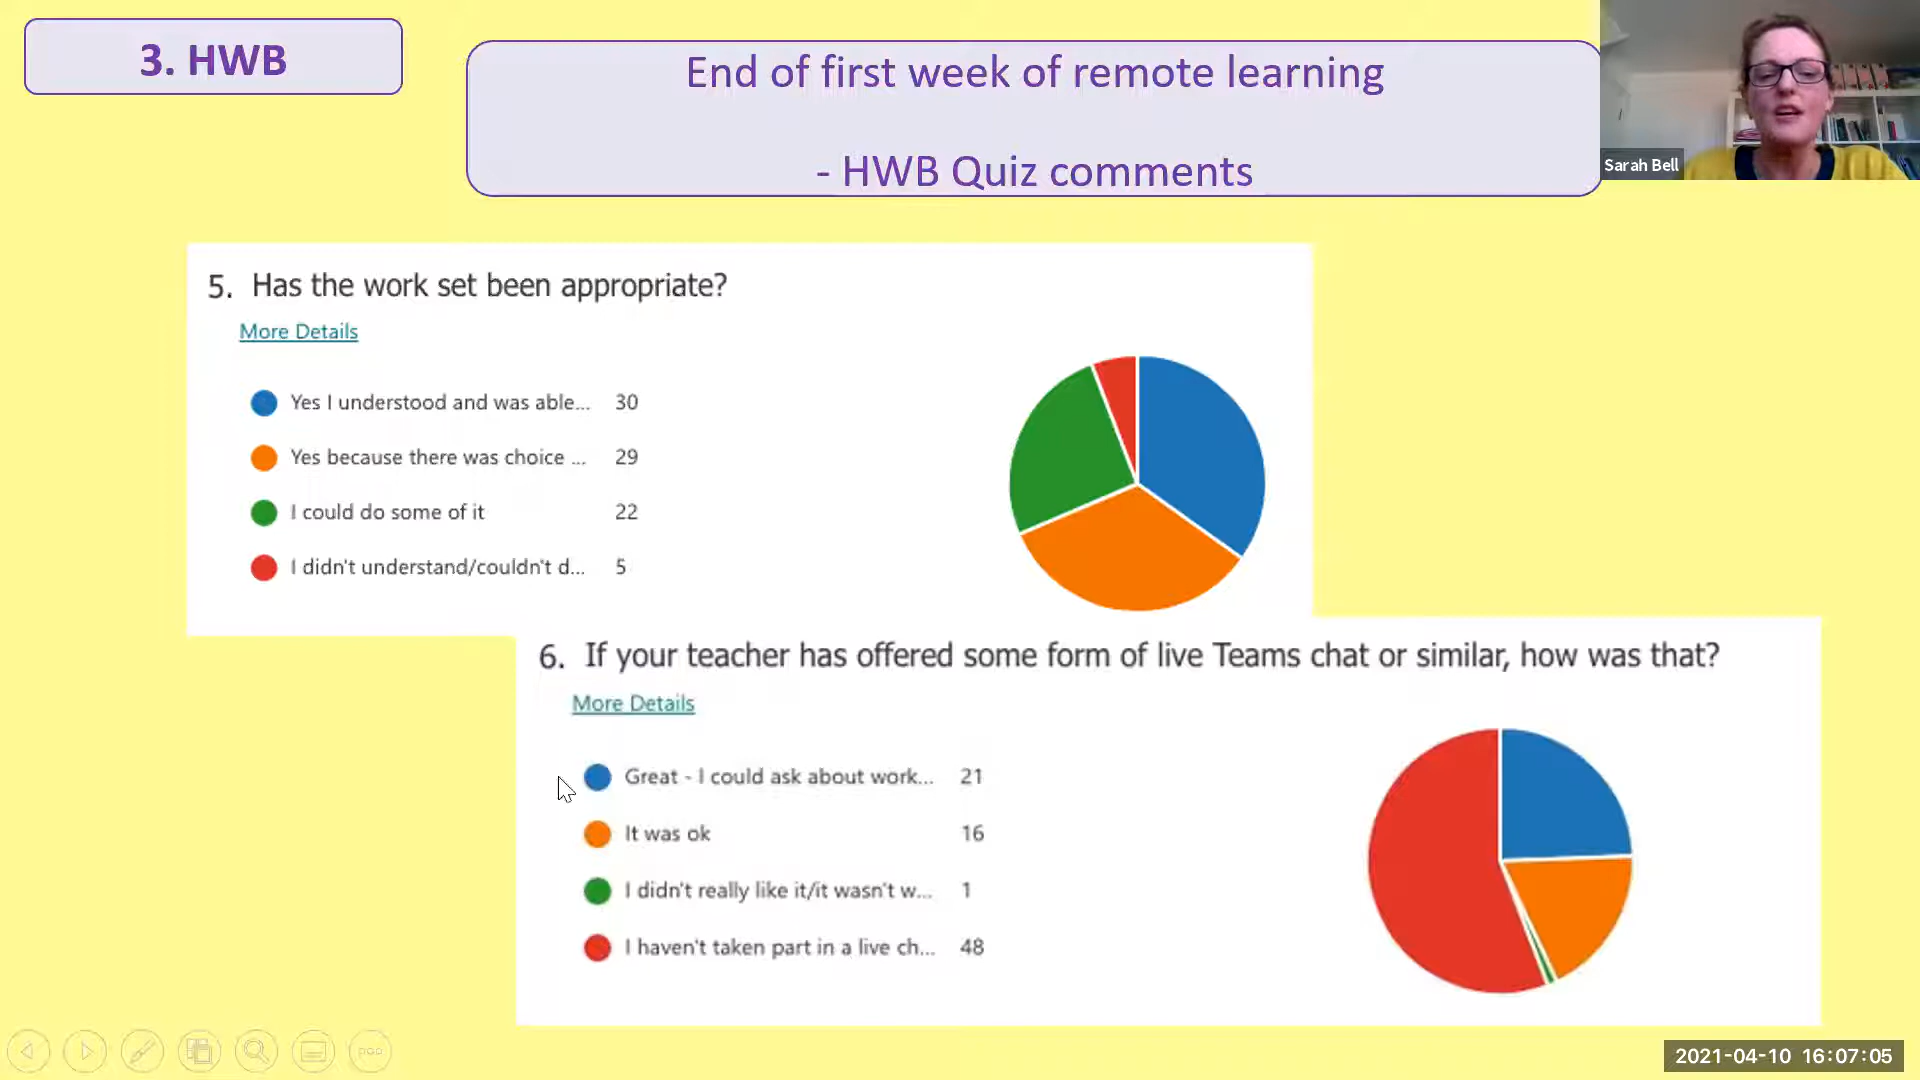 3. HWB
End of first week of remote learning
- HWB Quiz comments
Sarah Bell
5. Has the work set been appropriate?
More Details
Yes I understood and was able... 30
Yes because there was choice ... 29
I could do some of it 22
I didn't understand/couldn't d... 5
6. If your teacher has offered some form of live Teams chat or similar, how was that?
More Details
Great - I could ask about work... 21
It was ok 16
I didn't really like it/it wasn't w... 1
I haven't taken part in a live ch... 48
2021-04-10 16:07:05